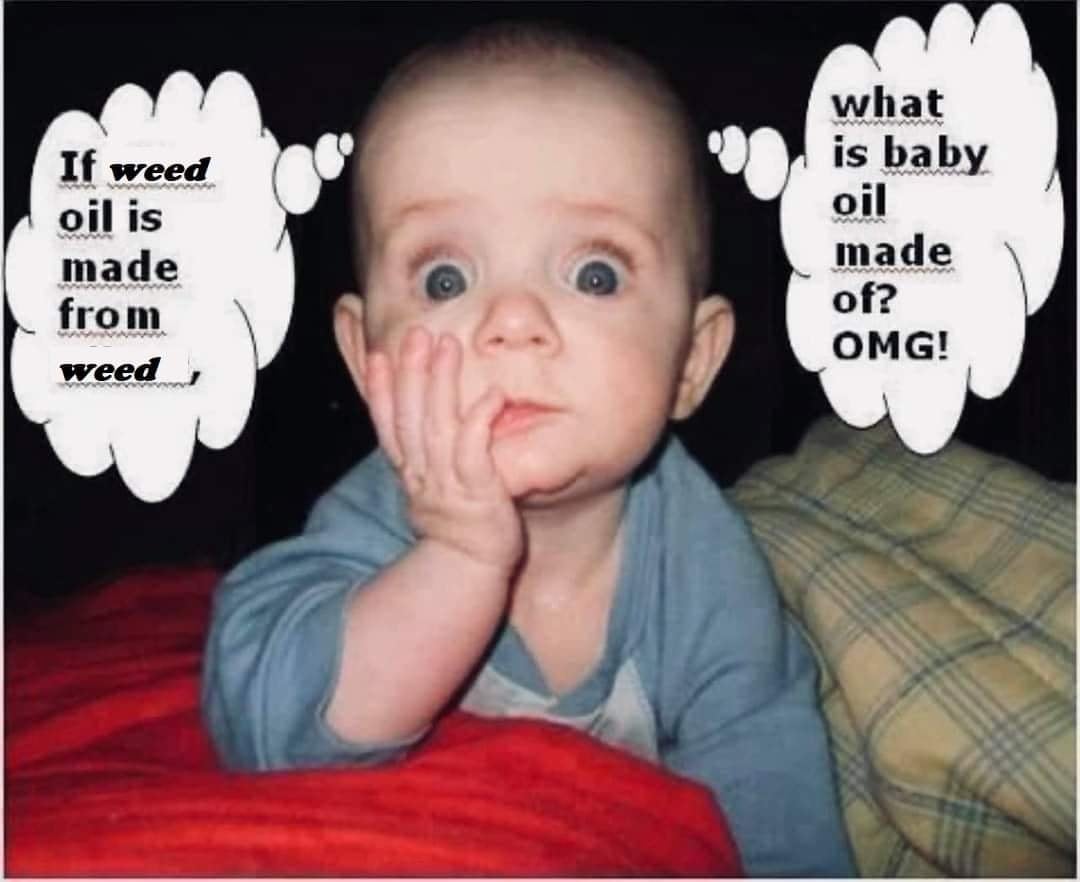 If weed
oil is
made
from
weed,
what
is baby
oil
made
of?
OMG!